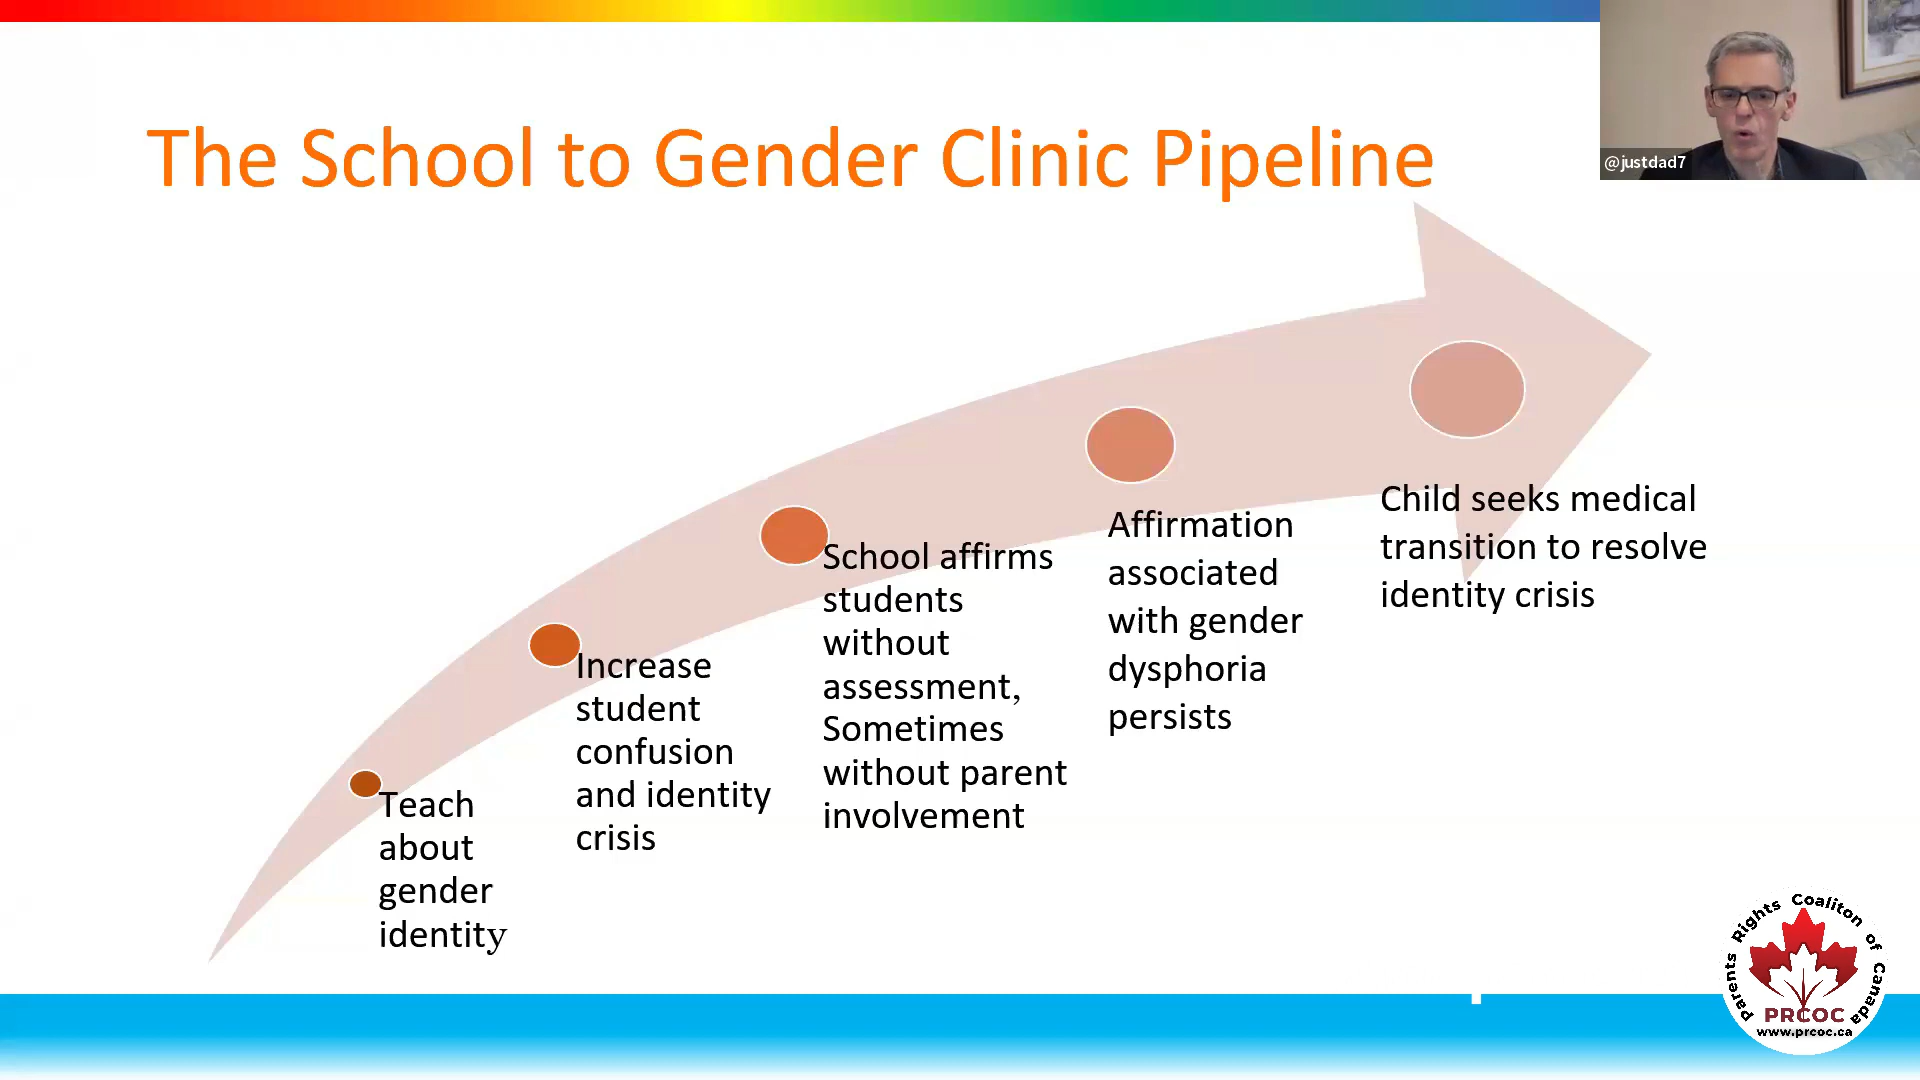 The School to Gender Clinic Pipeline
@justdad7
Teach
about
gender
identity
Increase
student
confusion
and identity
crisis
School affirms
students
without
assessment,
Sometimes
without parent
involvement
Affirmation
associated
with gender
dysphoria
persists
Child seeks medical
transition to resolve
identity crisis
Parents Rights Coaliton of Canada
PRCOC
www.prcoc.ca